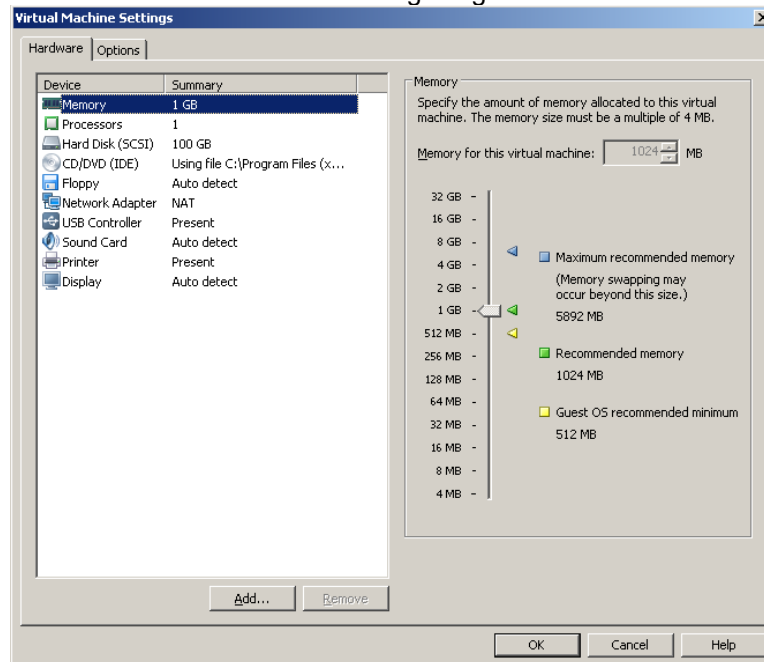 Virtual Machine Settings
Hardware Options
Device Summary
Memory 1 GB
Processors 1
Hard Disk (SCSI) 100 GB
CD/DVD (IDE) Using file C:\Program Files (x...
Floppy Auto detect
Network Adapter NAT
USB Controller Present
Sound Card Auto detect
Printer Present
Display Auto detect
Add... Remove
Memory
Specify the amount of memory allocated to this virtual
machine. The memory size must be a multiple of 4 MB.
Memory for this virtual machine: 1024 MB
32 GB
16 GB
8 GB
4 GB
2 GB
1 GB
512 MB
256 MB
128 MB
64 MB
32 MB
16 MB
8 MB
4 MB
Maximum recommended memory
(Memory swapping may
occur beyond this size.)
5892 MB
Recommended memory
1024 MB
Guest OS recommended minimum
512 MB
OK Cancel Help